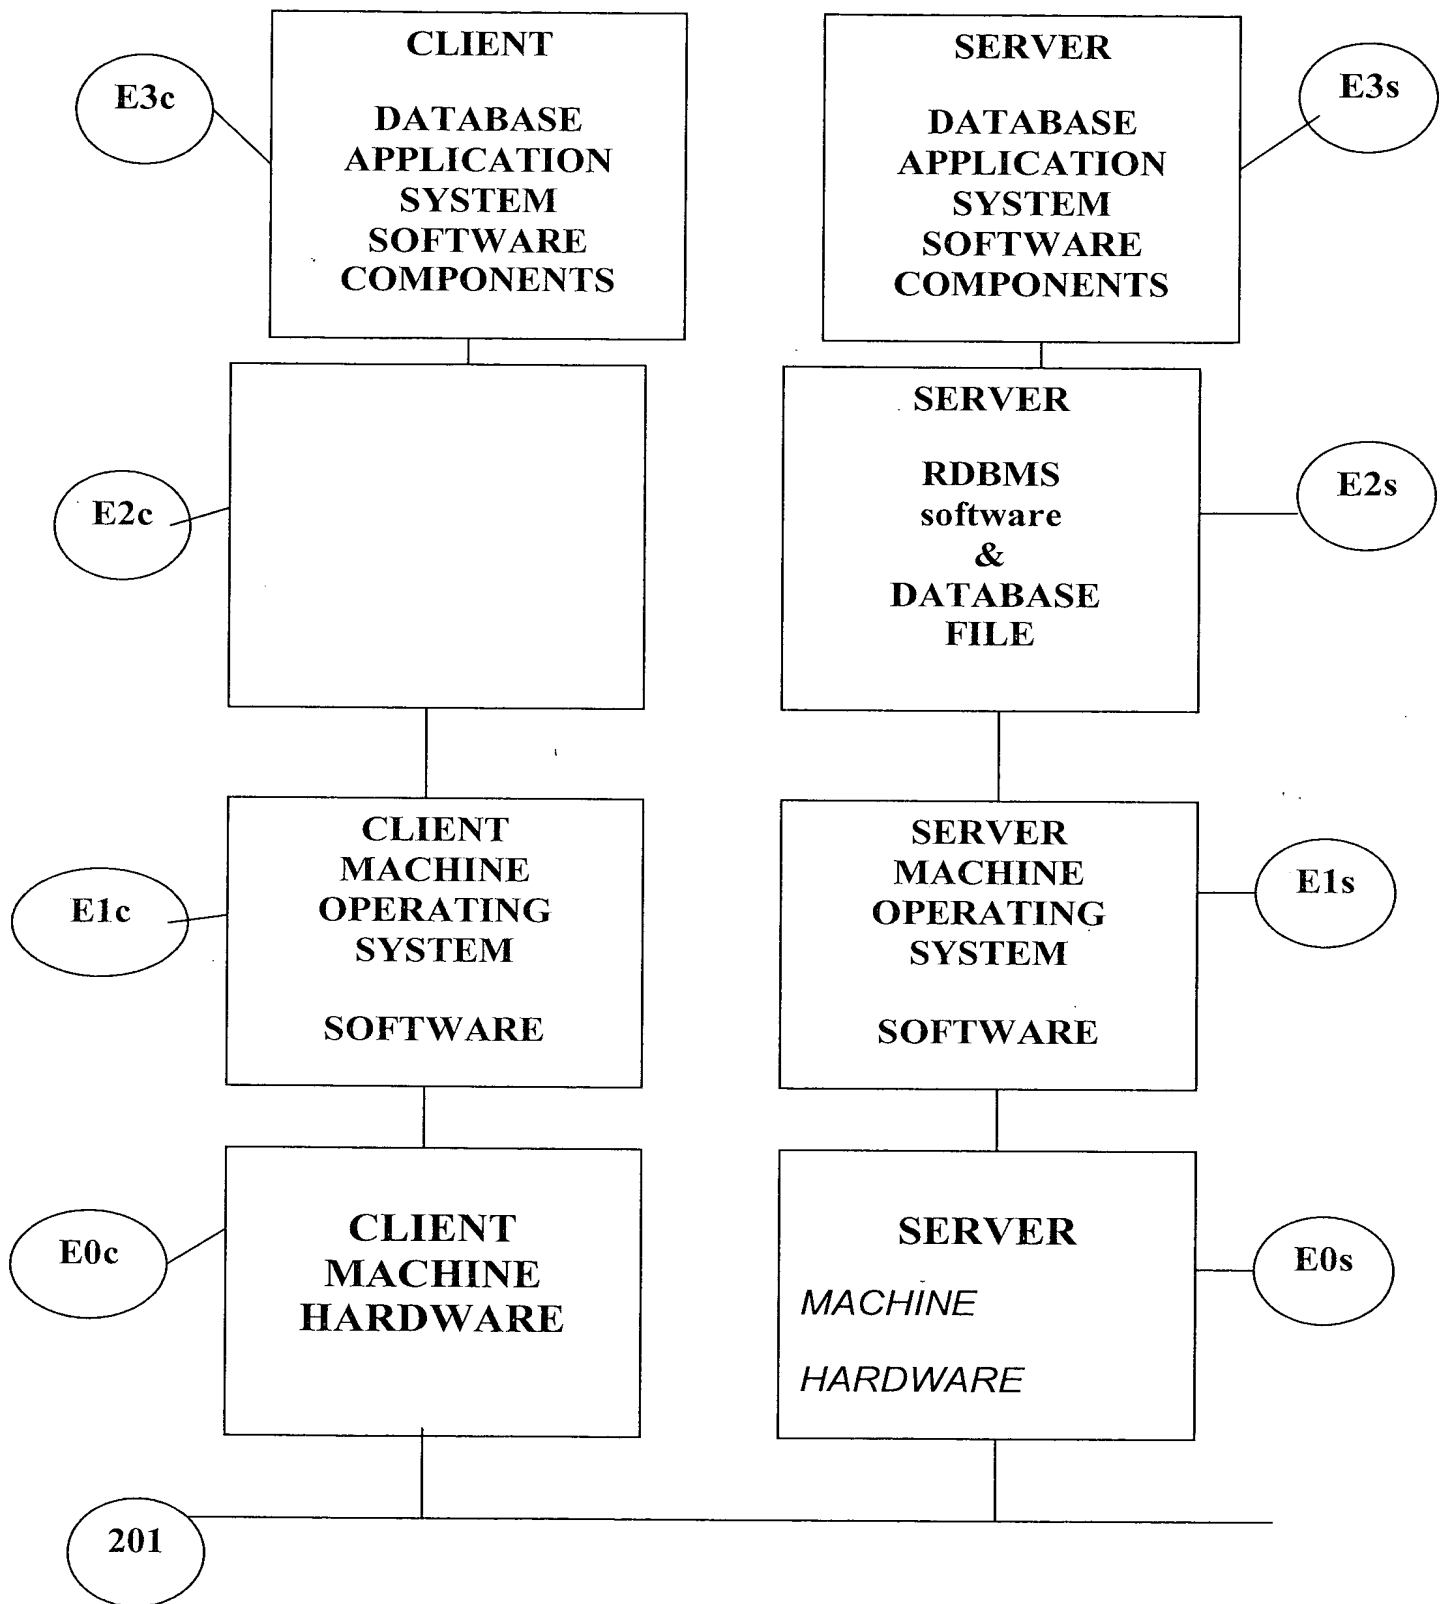 CLIENT
DATABASE
APPLICATION
SYSTEM
SOFTWARE
COMPONENTS
E3c
SERVER
DATABASE
APPLICATION
SYSTEM
SOFTWARE
COMPONENTS
E3s
E2c
SERVER
RDBMS
software
&
DATABASE
FILE
E2s
CLIENT
MACHINE
OPERATING
SYSTEM
SOFTWARE
E1c
SERVER
MACHINE
OPERATING
SYSTEM
SOFTWARE
E1s
CLIENT
MACHINE
HARDWARE
E0c
SERVER
MACHINE
HARDWARE
E0s
201